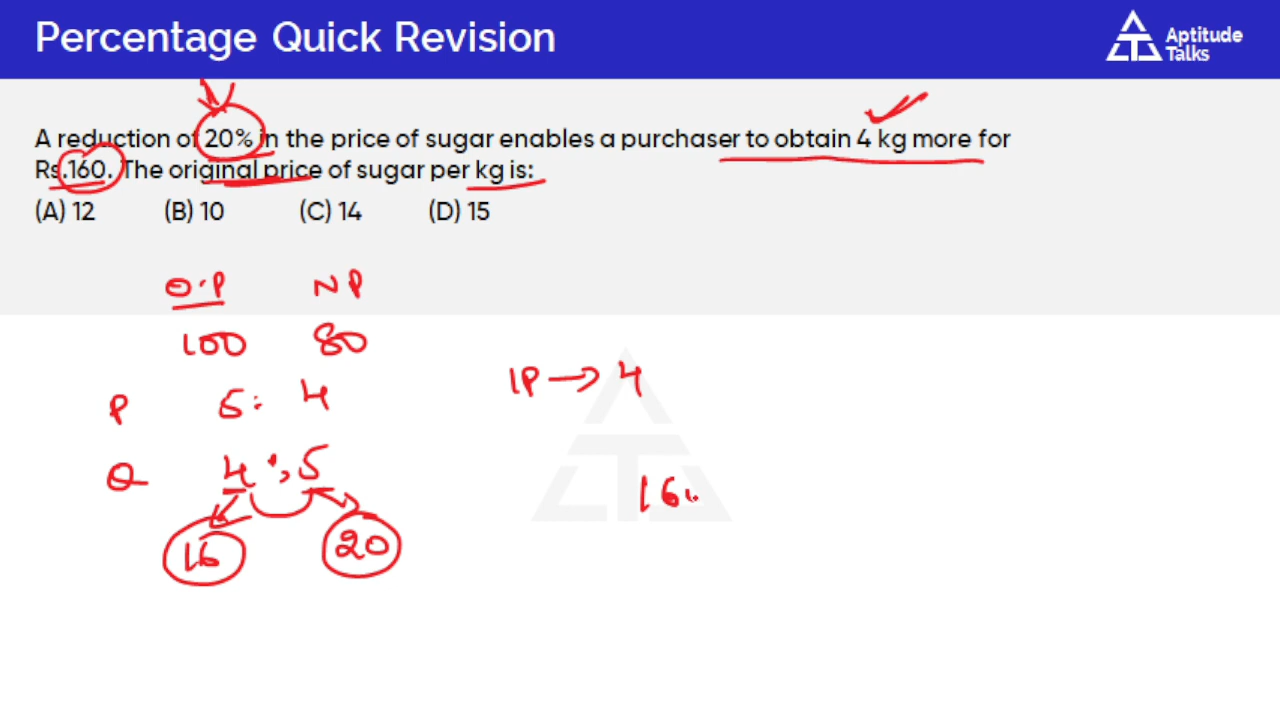 Percentage Quick Revision
Aptitude
Talks
A reduction of 20% in the price of sugar enables a purchaser to obtain 4 kg more for
Rs.160. The original price of sugar per kg is:
(A) 12 (B) 10 (C) 14 (D) 15
O.P NP
100 80
P 5: 4
1P → 4
Q 4 : 5
16 20